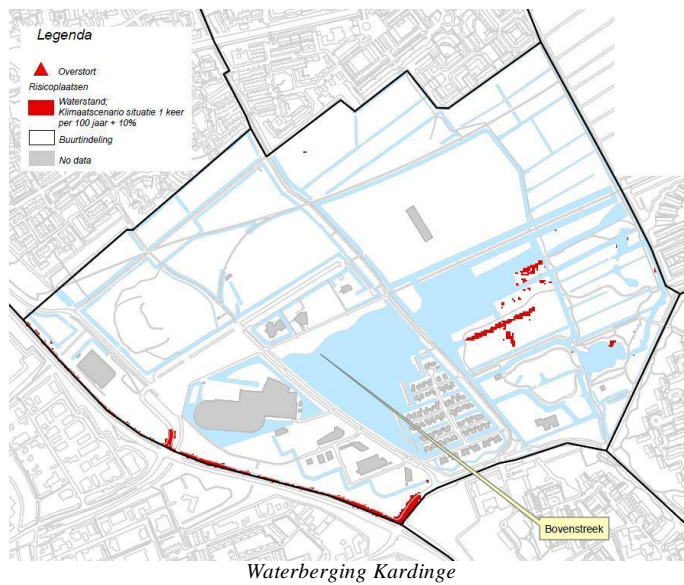 Legenda
Overstort
Risicoplaatsen
Waterstand;
Klimaatscenario situatie 1 keer
per 100 jaar + 10%
Buurtindeling
No data
Bovenstreek
Waterberging Kardinge